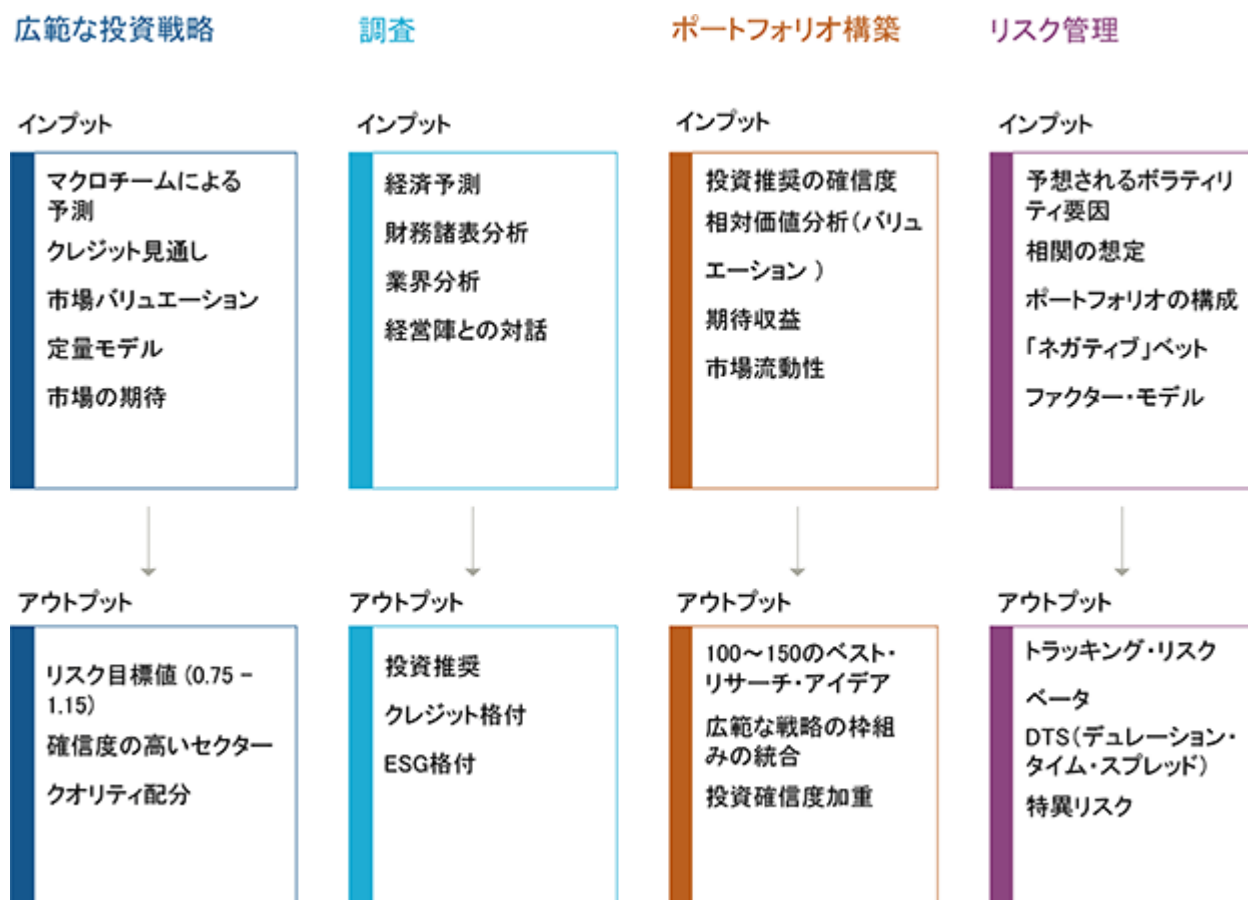 広範な投資戦略
インプット
マクロチームによる
予測
クレジット見通し
市場バリュエーション
定量モデル
市場の期待
アウトプット
リスク目標値 (0.75 –
1.15)
確信度の高いセクター
クオリティ配分
調査
インプット
経済予測
財務諸表分析
業界分析
経営陣との対話
アウトプット
投資推奨
クレジット格付
ESG格付
ポートフォリオ構築
インプット
投資推奨の確信度
相対価値分析(バリュ
エーション )
期待収益
市場流動性
アウトプット
100~150のベスト・
リサーチ・アイデア
広範な戦略の枠組
みの統合
投資確信度加重
リスク管理
インプット
予想されるボラティリ
ティ要因
相関の想定
ポートフォリオの構成
「ネガティブ」ベット
ファクター・モデル
アウトプット
トラッキング・リスク
ベータ
DTS(デュレーション・
タイム・スプレッド)
特異リスク